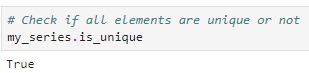 # Check if all elements are unique or not
my_series.is_unique
True